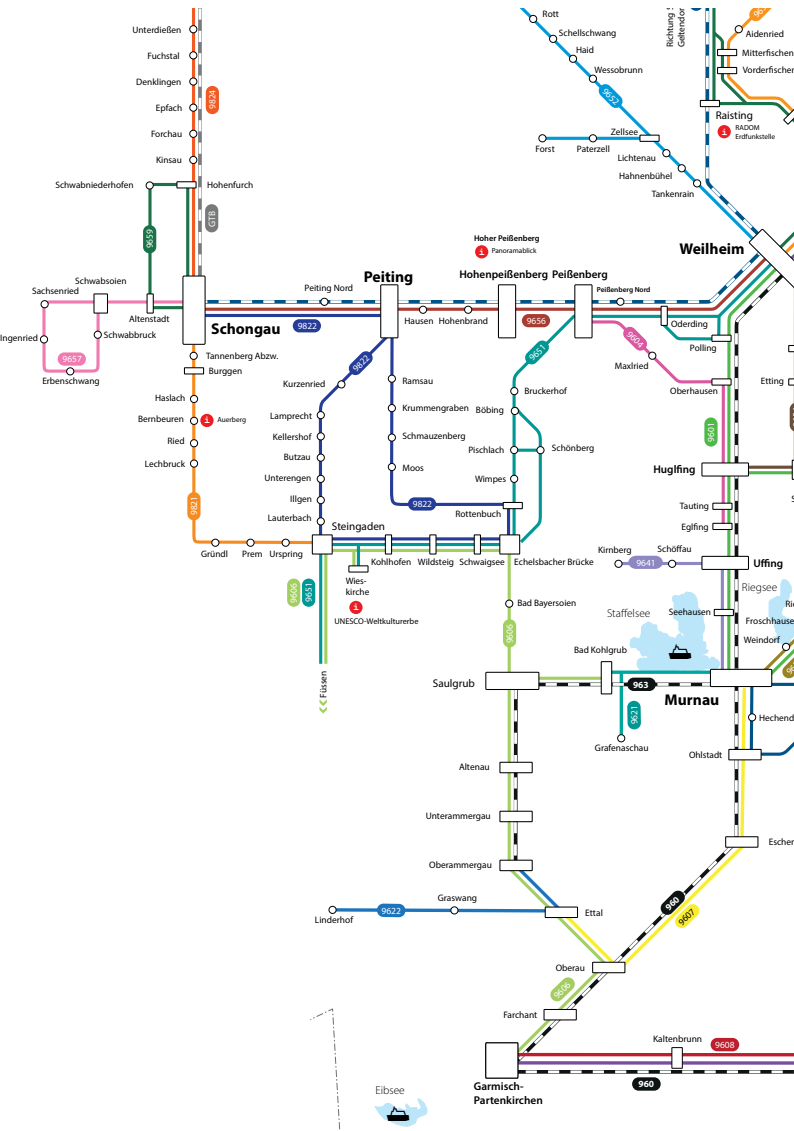 Rott
Schellschwang
Haid
Wessobrunn
9652
Zellsee
Forst
Paterzell
Lichtenau
Hahnenbühel
Tankenrain
Richtung
Geltendorf
Aidenried
Mitterfischen
Vorderfischen
Raisting
i
RADOM
Erdfunkstelle
Unterdießen
Fuchstal
Denklingen
Epfach
9824
Forchau
Kinsau
Schwabniederhofen
Hohenfurch
GTB
9659
Schwabsoien
Sachsenried
Altenstadt
Schongau
Ingenried
Schwabbruck
9657
Erbenschwang
Hoher Peißenberg
i
Panoramablick
Weilheim
Peiting
Hohenpeißenberg
Peißenberg
Peiting Nord
Peißenberg Nord
9822
Hausen
Hohenbrand
9656
Oderding
Polling
9604
Maxlried
Oberhausen
Etting
9651
9822
Tannenberg Abzw.
Burggen
Haslach
Bernbeuren
i
Auerberg
Ried
Lechbruck
9821
Gründl
Prem
Urspring
Kurzenried
Lamprecht
Kellershof
Butzau
Unterengen
Illgen
Lauterbach
Ramsau
Krummengraben
Schmauzenberg
Moos
9822
Rottenbuch
Bruckerhof
Böbing
Pischlach
Schönberg
Wimpes
9601
Huglfing
Tauting
Eglfing
Steingaden
Kohlhofen
Wildsteig
Schwaigsee
Echelsbacher Brücke
Wies-
kirche
i
UNESCO-Weltkulturerbe
9606
9651
Füssen
Kirnberg
Schöffau
9641
Uffing
Riegsee
Staffelsee
Seehausen
Froschhause
Weindorf
Bad Bayersoien
9606
Bad Kohlgrub
Saulgrub
963
Murnau
9621
Grafenaschau
Hechend
Ohlstadt
Altenau
Unterammergau
Oberammergau
Escher
Graswang
9622
Linderhof
Ettal
960
9607
Oberau
9606
Farchant
Kaltenbrunn
9608
960
Garmisch-
Partenkirchen
Eibsee